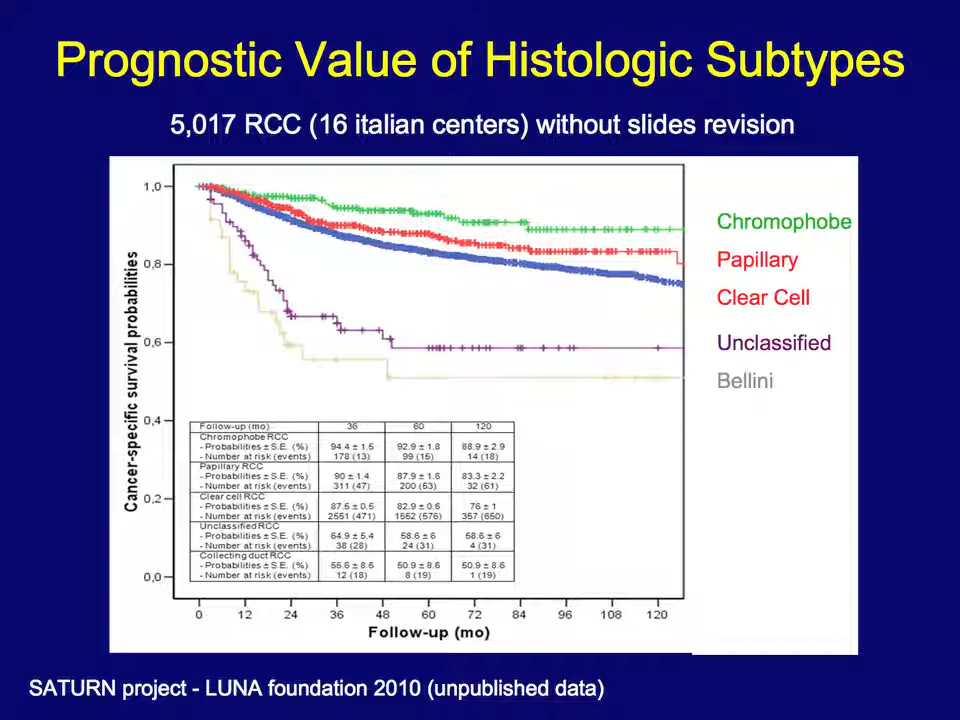 Prognostic Value of Histologic Subtypes
5,017 RCC (16 italian centers) without slides revision
Cancer-specific survival probabilities
1,0
0,8
0,6
0,4
0,2
0,0
Chromophobe
Papillary
Clear Cell
Unclassified
Bellini
Follow-up (mo) 36 60 120
Chromophobe RCC
- Probabilities ± S.E. (%) 94.4 ± 1.5 92.9 ± 1.8 88.9 ± 2.9
- Number at risk (events) 178 (13) 99 (15) 14 (18)
Papillary RCC
- Probabilities ± S.E. (%) 90 ± 1.4 87.9 ± 1.6 83.3 ± 2.2
- Number at risk (events) 311 (47) 200 (53) 32 (61)
Clear cell RCC
- Probabilities ± S.E. (%) 87.5 ± 0.5 82.9 ± 0.6 76 ± 1
- Number at risk (events) 2551 (471) 1552 (576) 357 (650)
Unclassified RCC
- Probabilities ± S.E. (%) 64.9 ± 5.4 58.6 ± 6 58.6 ± 6
- Number at risk (events) 38 (28) 24 (31) 4 (31)
Collecting duct RCC
- Probabilities ± S.E. (%) 55.6 ± 8.6 50.9 ± 8.6 50.9 ± 8.6
- Number at risk (events) 12 (18) 8 (19) 1 (19)
0 12 24 36 48 60 72 84 96 108 120
Follow-up (mo)
SATURN project - LUNA foundation 2010 (unpublished data)